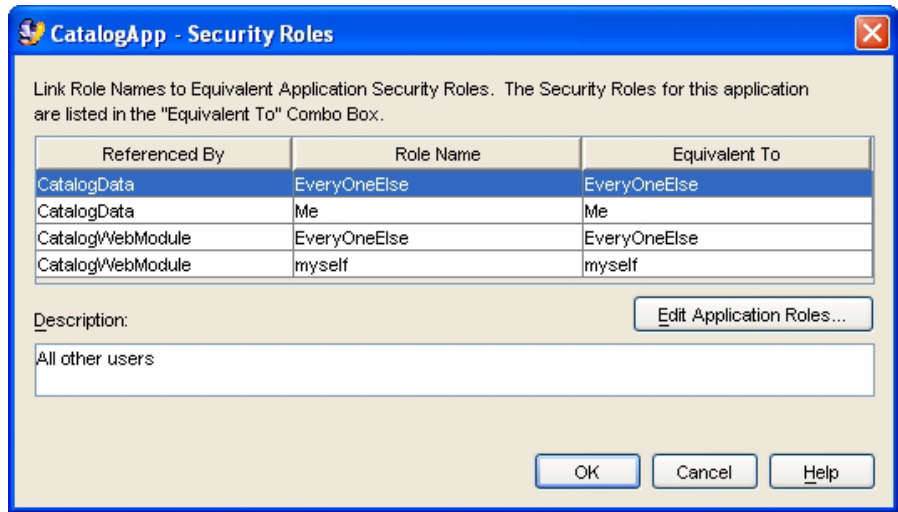 CatalogApp - Security Roles
Link Role Names to Equivalent Application Security Roles. The Security Roles for this application
are listed in the "Equivalent To" Combo Box.
Referenced By Role Name Equivalent To
CatalogData EveryOneElse EveryOneElse
CatalogData Me Me
CatalogWebModule EveryOneElse EveryOneElse
CatalogWebModule myself myself
Description: Edit Application Roles...
All other users
OK Cancel Help